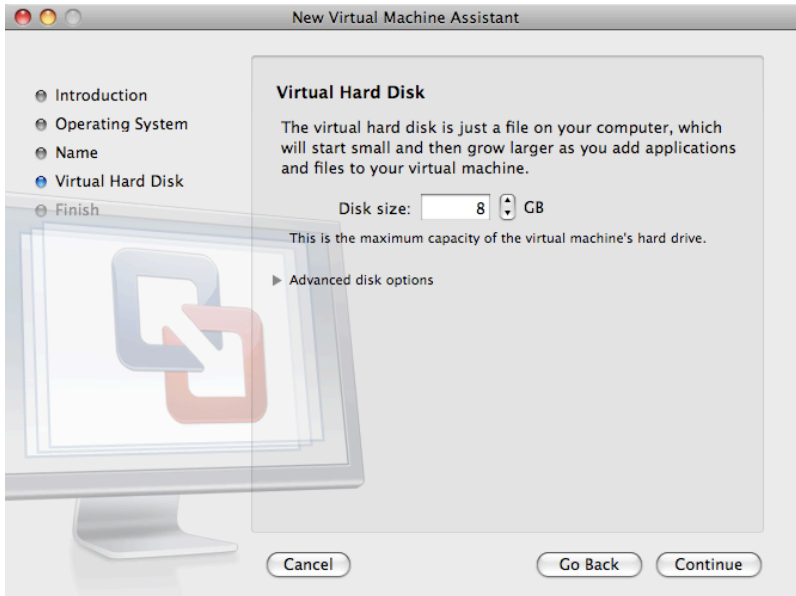 New Virtual Machine Assistant
Introduction
Operating System
Name
Virtual Hard Disk
Finish
Virtual Hard Disk
The virtual hard disk is just a file on your computer, which
will start small and then grow larger as you add applications
and files to your virtual machine.
Disk size: 8 GB
This is the maximum capacity of the virtual machine's hard drive.
Advanced disk options
Cancel Go Back Continue